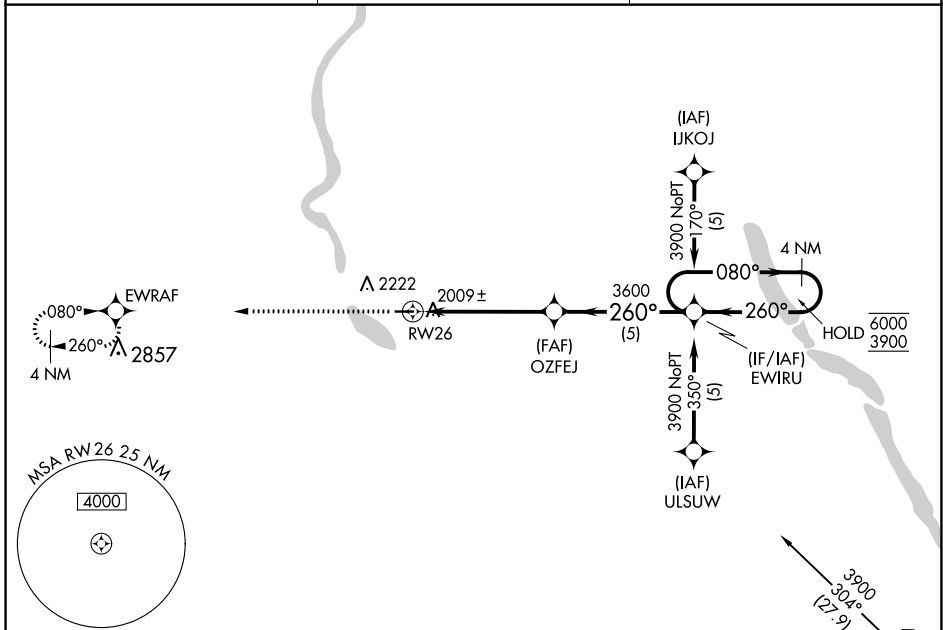 (IAF)
IJKOJ
3900 NoPT
170°
(5)
4 NM
080°
2222
2009±
3600
260°
(5)
260°
HOLD
6000
3900
RW26
(FAF)
OZFEJ
(IF/IAF)
EWIRU
EWRAF
080°
260°
2857
4 NM
3900 NoPT
350°
(5)
(IAF)
ULSUW
MSA RW26 25 NM
4000
3900
304°
(27.9)